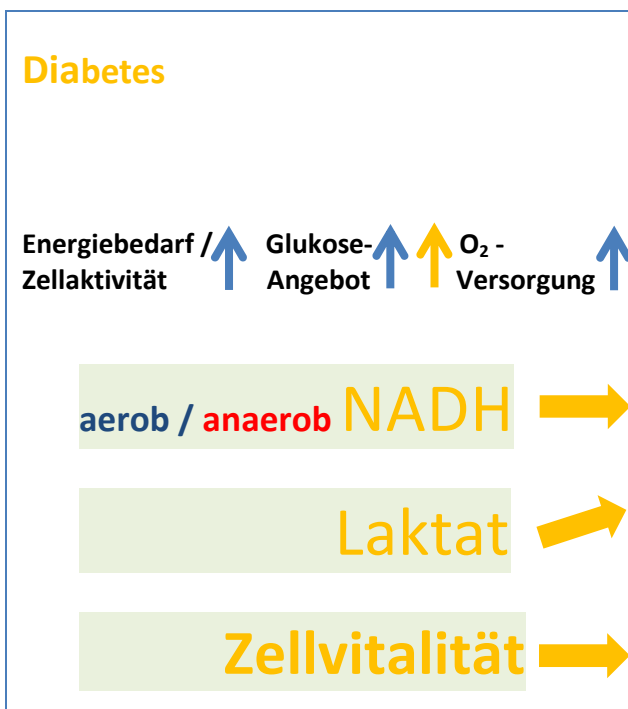 Diabetes
Energiebedarf / Glukose- O₂ -
Zellaktivität Angebot Versorgung
aerob / anaerob NADH
Laktat
Zellvitalität